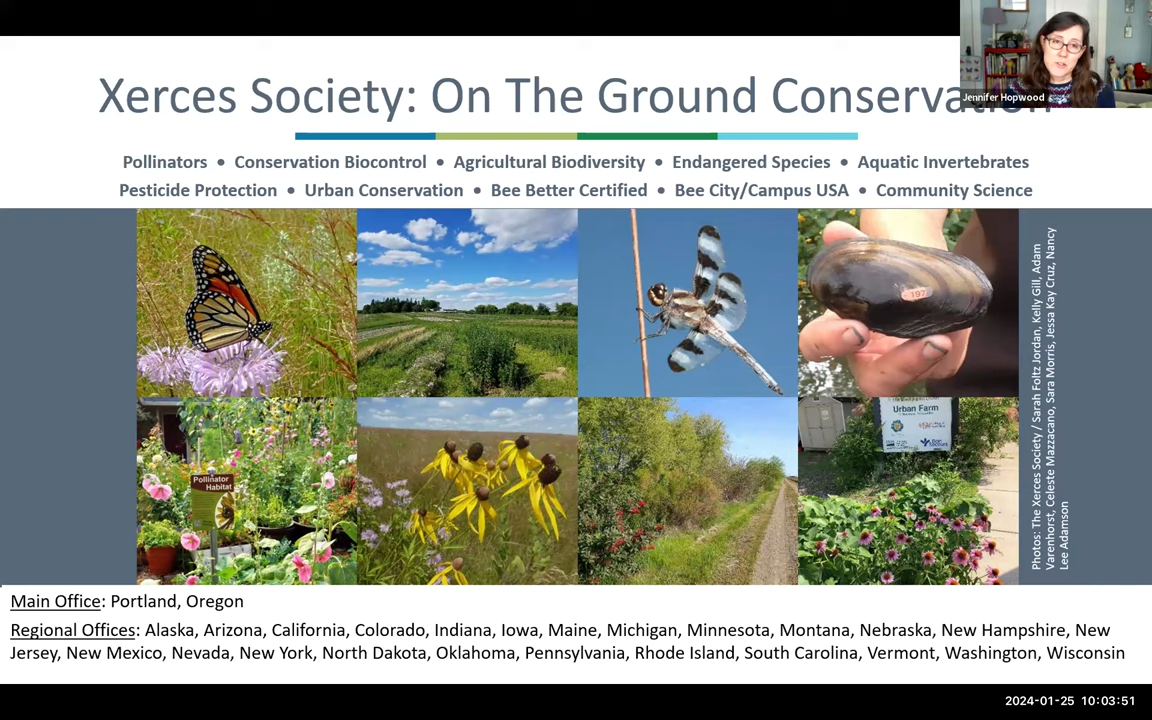 Xerces Society: On The Ground Conservation
Jennifer Hopwood
Pollinators • Conservation Biocontrol • Agricultural Biodiversity • Endangered Species • Aquatic Invertebrates
Pesticide Protection • Urban Conservation • Bee Better Certified • Bee City/Campus USA • Community Science
197
Pollinator
Habitat
Urban Farm
Photos: The Xerces Society / Sarah Foltz Jordan, Kelly Gill, Adam
Varenhorst, Celeste Mazzacano, Sara Morris, Jessa Kay Cruz, Nancy
Lee Adamson
Main Office: Portland, Oregon
Regional Offices: Alaska, Arizona, California, Colorado, Indiana, Iowa, Maine, Michigan, Minnesota, Montana, Nebraska, New Hampshire, New
Jersey, New Mexico, Nevada, New York, North Dakota, Oklahoma, Pennsylvania, Rhode Island, South Carolina, Vermont, Washington, Wisconsin
2024-01-25 10:03:51